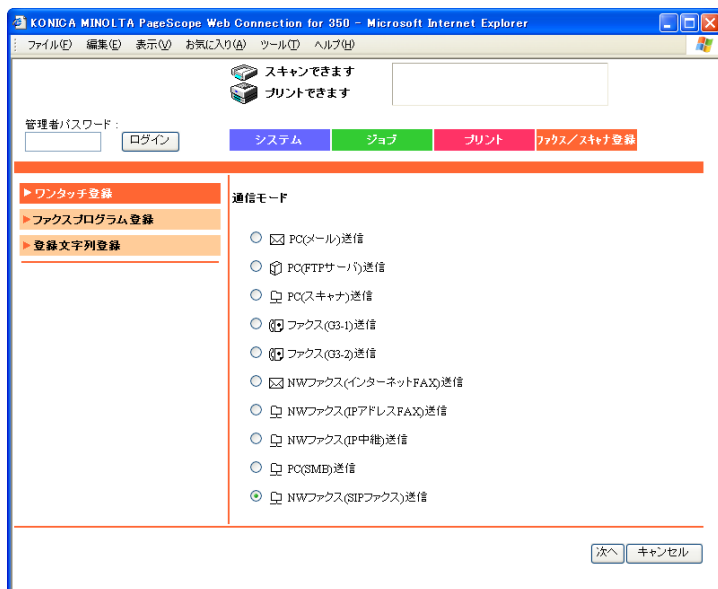 KONICA MINOLTA PageScope Web Connection for 350 - Microsoft Internet Explorer
ファイル(F) 編集(E) 表示(V) お気に入り(A) ツール(T) ヘルプ(H)
スキャンできます
プリントできます
管理者パスワード:
ログイン
システム ジョブ プリント ファクス/スキャナ登録
ワンタッチ登録
ファクスプログラム登録
登録文字列登録
通信モード
PC(メール)送信
PC(FTPサーバ)送信
PC(スキャナ)送信
ファクス(G3-1)送信
ファクス(G3-2)送信
NWファクス(インターネットFAX)送信
NWファクス(IPアドレスFAX)送信
NWファクス(IP中継)送信
PC(SMB)送信
NWファクス(SIPファクス)送信
次へ キャンセル